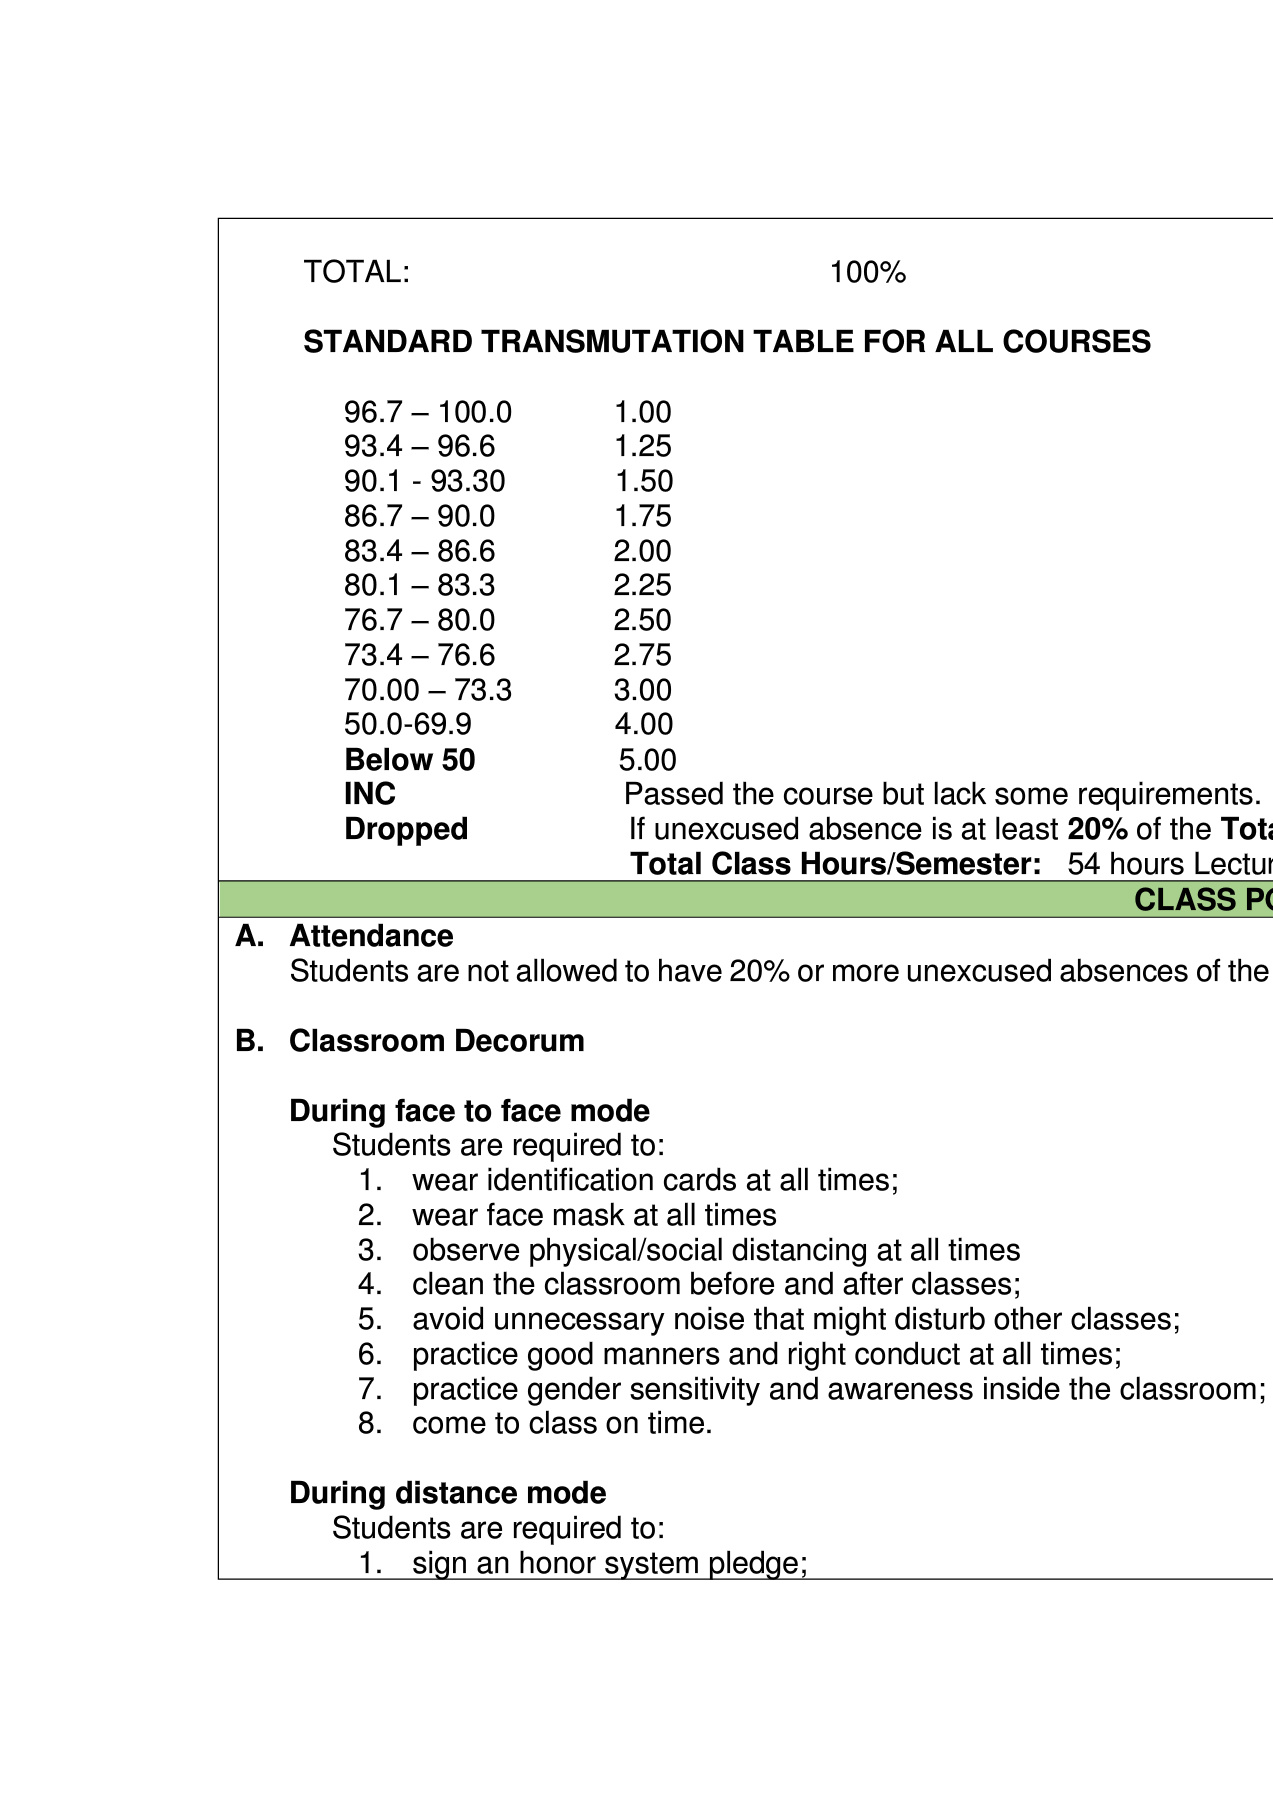 TOTAL: 100%
STANDARD TRANSMUTATION TABLE FOR ALL COURSES
96.7 – 100.0 1.00
93.4 – 96.6 1.25
90.1 - 93.30 1.50
86.7 – 90.0 1.75
83.4 – 86.6 2.00
80.1 – 83.3 2.25
76.7 – 80.0 2.50
73.4 – 76.6 2.75
70.00 – 73.3 3.00
50.0-69.9 4.00
Below 50 5.00
INC Passed the course but lack some requirements.
Dropped If unexcused absence is at least 20% of the
Total Class Hours/Semester: 54 hours
CLASS
A. Attendance
Students are not allowed to have 20% or more unexcused absences of the
B. Classroom Decorum
During face to face mode
Students are required to:
1. wear identification cards at all times;
2. wear face mask at all times
3. observe physical/social distancing at all times
4. clean the classroom before and after classes;
5. avoid unnecessary noise that might disturb other classes;
6. practice good manners and right conduct at all times;
7. practice gender sensitivity and awareness inside the classroom;
8. come to class on time.
During distance mode
Students are required to:
1. sign an honor system pledge;